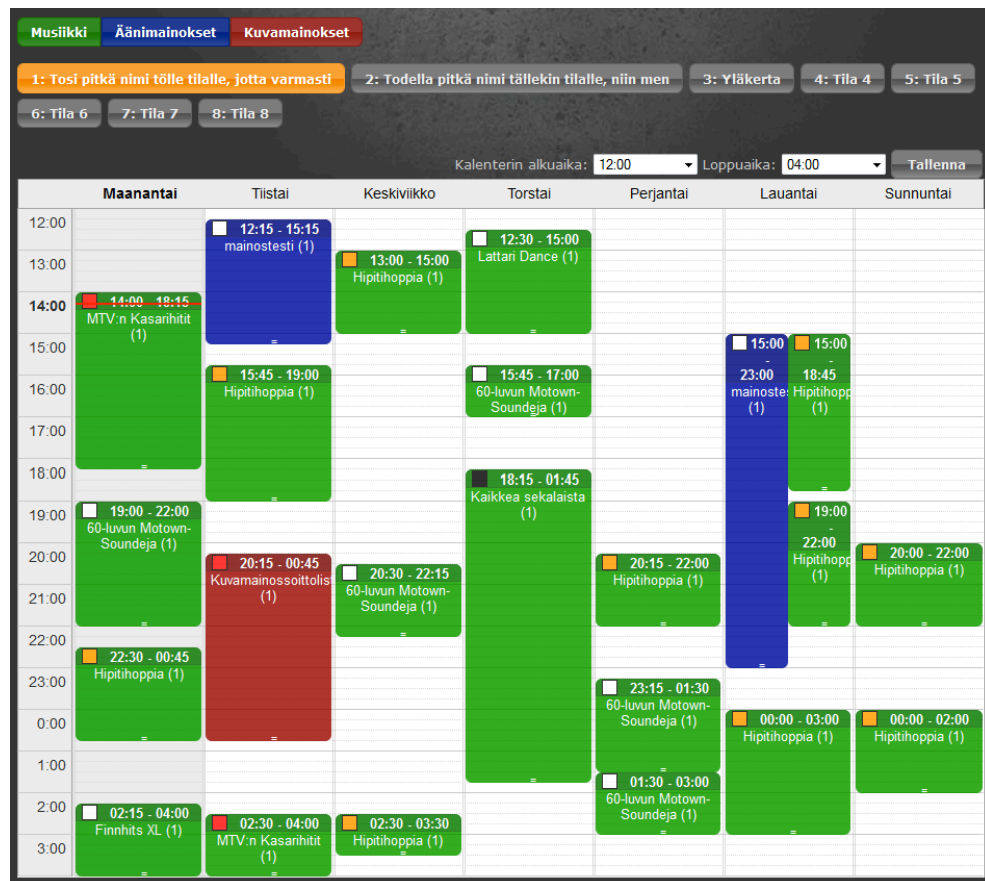 Musiikki Äänimainokset Kuvamainokset
1: Tosi pitkä nimi tölle tilalle, jotta varmasti 2: Todella pitkä nimi tällekin tilalle, niin men 3: Yläkerta 4: Tila 4 5: Tila 5
6: Tila 6 7: Tila 7 8: Tila 8
Kalenterin alkuaika: 12:00 Loppuaika: 04:00 Tallenna
Maanantai Tiistai Keskiviikko Torstai Perjantai Lauantai Sunnuntai
12:00
13:00
14:00
15:00
16:00
17:00
18:00
19:00
20:00
21:00
22:00
23:00
0:00
1:00
2:00
3:00
14:00 - 18:15
MTV:n Kasarihitit
(1)
19:00 - 22:00
60-luvun Motown-
Soundeja (1)
22:30 - 00:45
Hipitihoppia (1)
02:15 - 04:00
Finnhits XL (1)
12:15 - 15:15
mainostesti (1)
15:45 - 19:00
Hipitihoppia (1)
20:15 - 00:45
Kuvamainossoittolis
(1)
02:30 - 04:00
MTV:n Kasarihitit
(1)
13:00 - 15:00
Hipitihoppia (1)
20:30 - 22:15
60-luvun Motown-
Soundeja (1)
02:30 - 03:30
Hipitihoppia (1)
12:30 - 15:00
Lattari Dance (1)
15:45 - 17:00
60-luvun Motown-
Soundeja (1)
18:15 - 01:45
Kaikkea sekalaista
(1)
20:15 - 22:00
Hipitihoppia (1)
23:15 - 01:30
60-luvun Motown-
Soundeja (1)
01:30 - 03:00
60-luvun Motown-
Soundeja (1)
15:00
-
23:00
mainostes
(1)
15:00
-
18:45
Hipitihopp
(1)
19:00
-
22:00
Hipitihopp
(1)
00:00 - 03:00
Hipitihoppia (1)
20:00 - 22:00
Hipitihoppia (1)
00:00 - 02:00
Hipitihoppia (1)